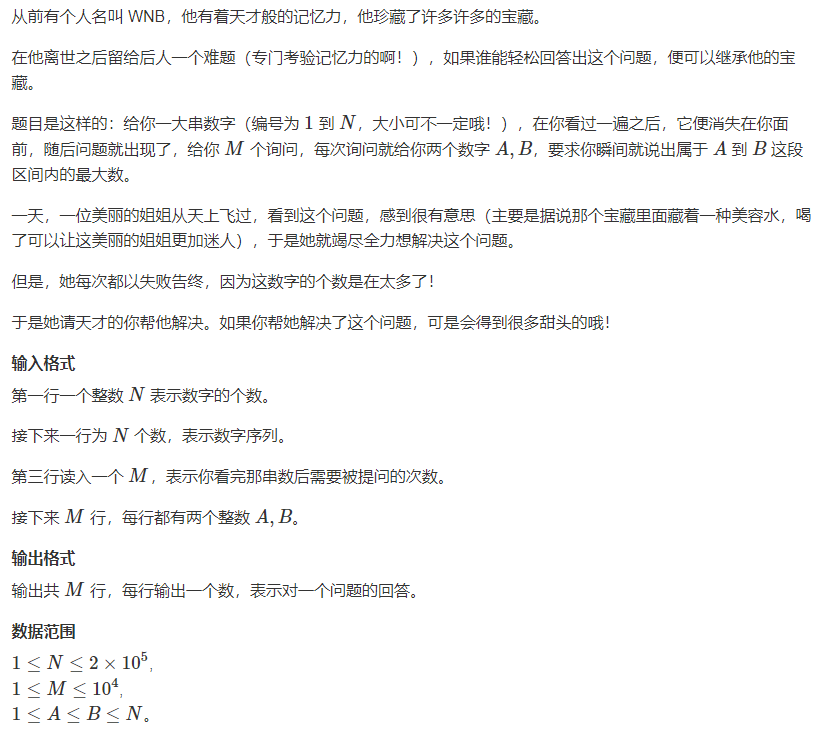 从前有个人名叫 WNB，他有着天才般的记忆力，他珍藏了许多许多的宝藏。
在他离世之后留给后人一个难题（专门考验记忆力的啊！），如果谁能轻松回答出这个问题，便可以继承他的宝
藏。
题目是这样的：给你一大串数字（编号为 1 到 N，大小可不一定哦！），在你看过一遍之后，它便消失在你面
前，随后问题就出现了，给你 M 个询问，每次询问就给你两个数字 A, B，要求你瞬间就说出属于 A 到 B 这段
区间内的最大数。
一天，一位美丽的姐姐从天上飞过，看到这个问题，感到很有意思（主要是据说那个宝藏里面藏着一种美容水，喝
了可以让这美丽的姐姐更加迷人），于是她就竭尽全力想解决这个问题。
但是，她每次都以失败告终，因为这数字的个数是在太多了！
于是她请天才的你帮他解决。如果你帮她解决了这个问题，可是会得到很多甜头的哦！
输入格式
第一行一个整数 N 表示数字的个数。
接下来一行为 N 个数，表示数字序列。
第三行读入一个 M，表示你看完那串数后需要被提问的次数。
接下来 M 行，每行都有两个整数 A, B。
输出格式
输出共 M 行，每行输出一个数，表示对一个问题的回答。
数据范围
1 ≤ N ≤ 2 × 10⁵,
1 ≤ M ≤ 10⁴,
1 ≤ A ≤ B ≤ N。